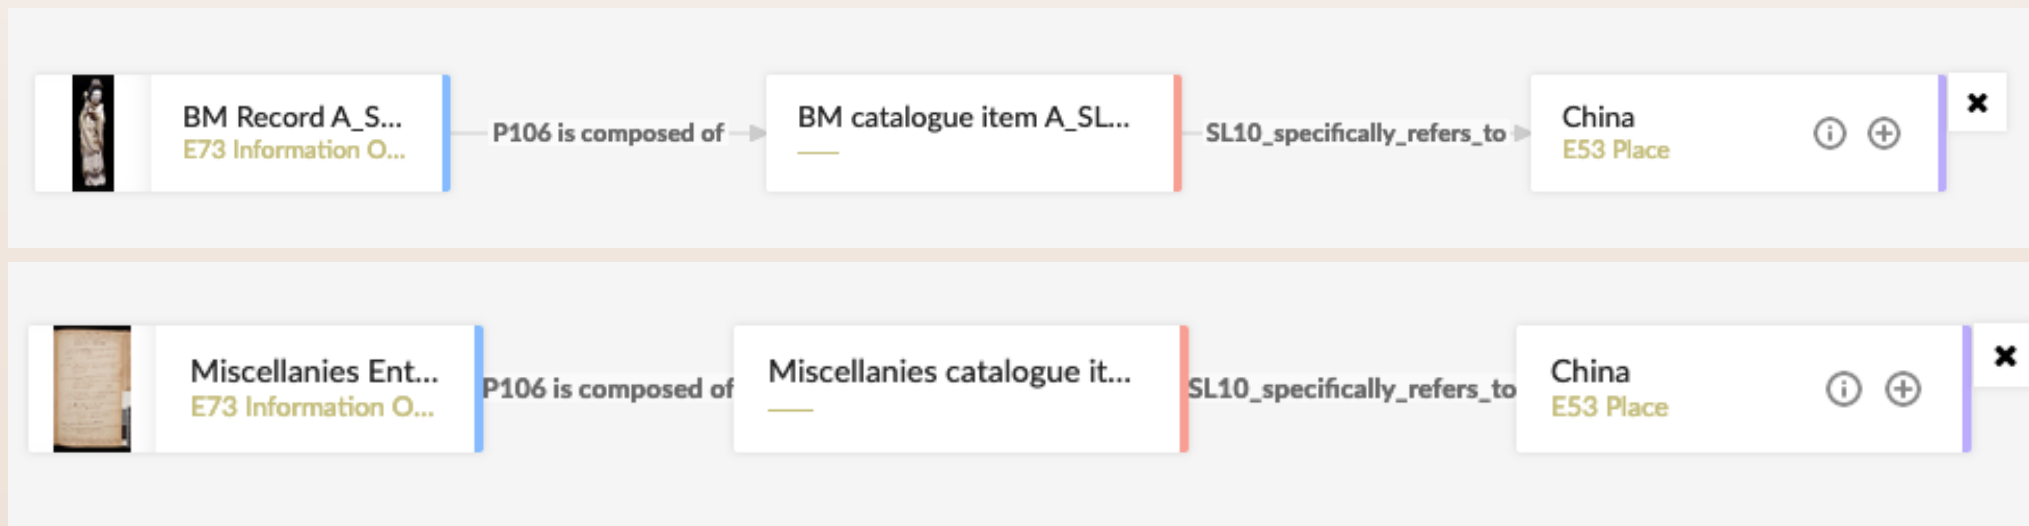 BM Record A_S...
E73 Information O...
P106 is composed of
BM catalogue item A_SL...
SL10_specifically_refers_to
China
E53 Place
Miscellanies Ent...
E73 Information O...
P106 is composed of
Miscellanies catalogue it...
SL10_specifically_refers_to
China
E53 Place